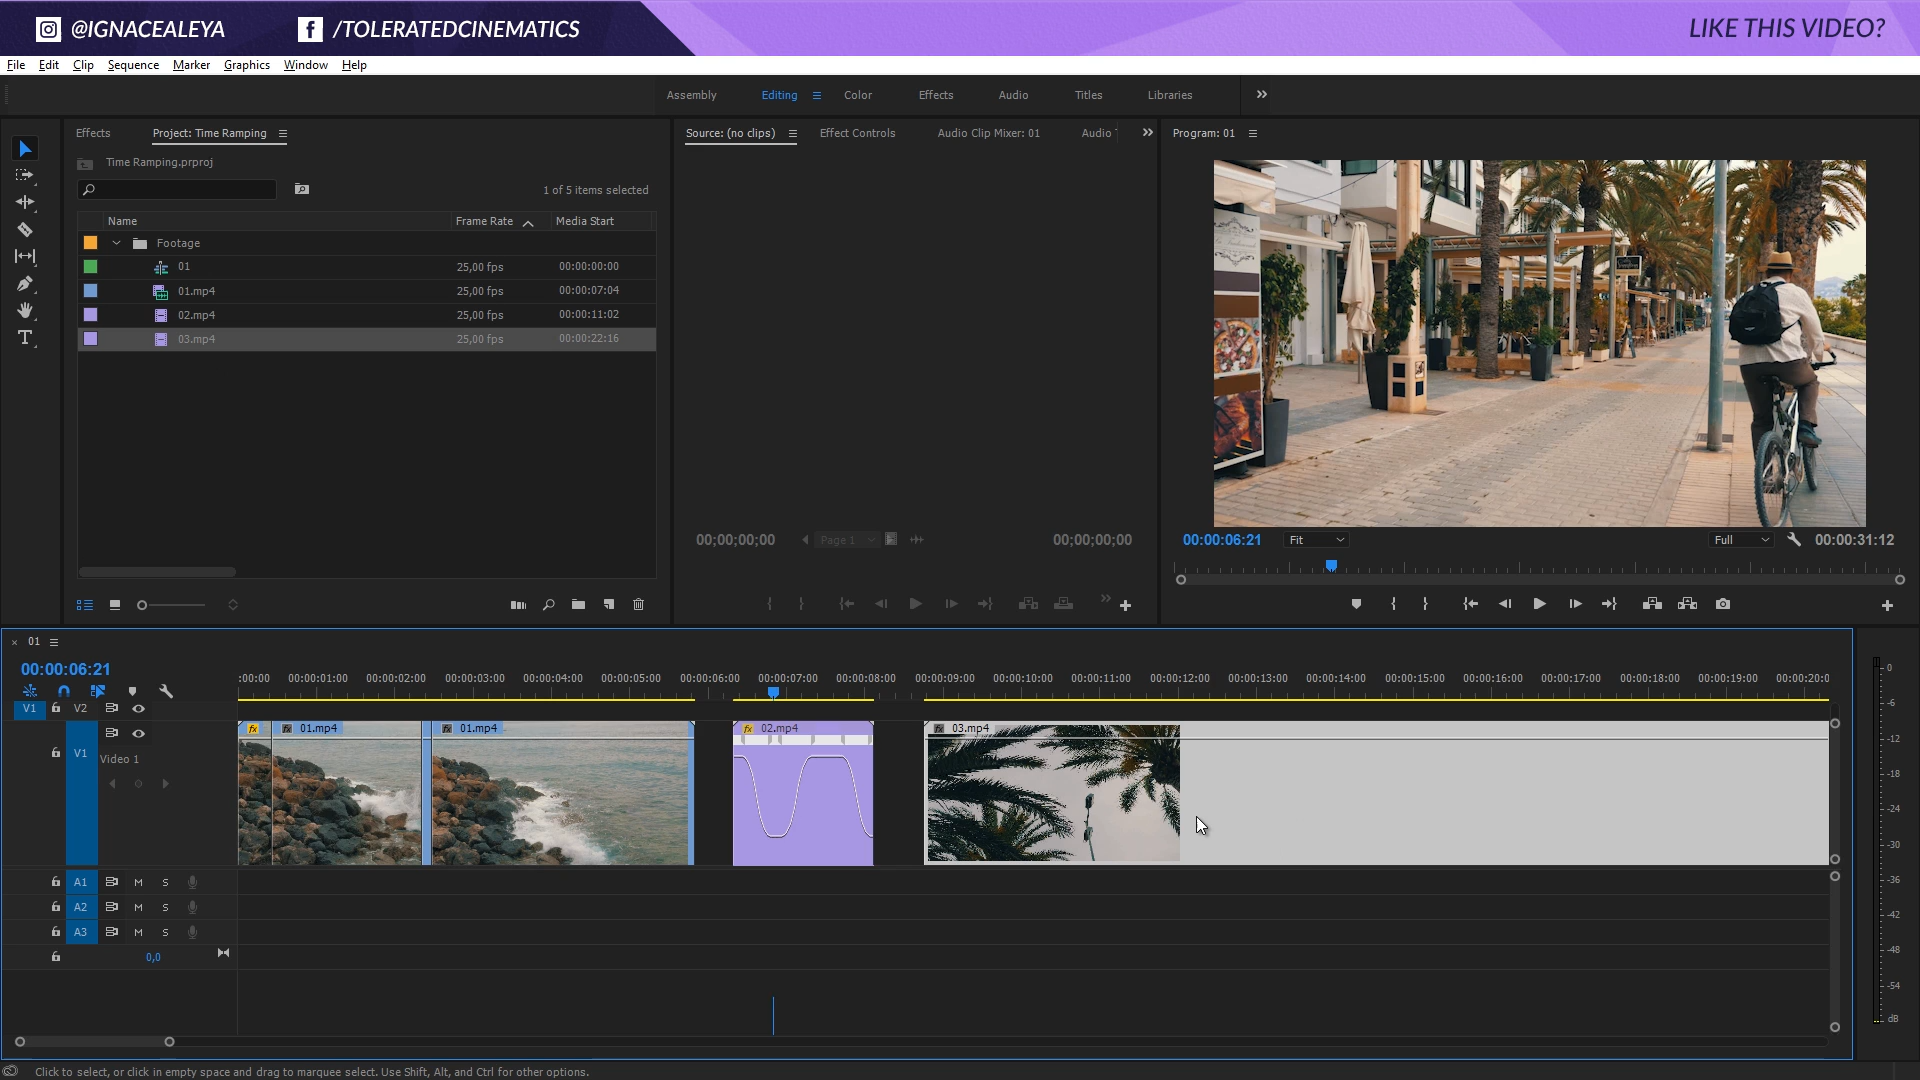 @IGNACEALEYA /TOLERATEDCINEMATICS LIKE THIS VIDEO?
File Edit Clip Sequence Marker Graphics Window Help
Assembly Editing Color Effects Audio Titles Libraries
Effects Project: Time Ramping Source: (no clips) Effect Controls Audio Clip Mixer: 01 Audio Program: 01
Time Ramping.prproj
1 of 5 items selected
Name Frame Rate Media Start
Footage
01 25,00 fps 00:00:00:00
01.mp4 25,00 fps 00:00:07:04
02.mp4 25,00 fps 00:00:11:02
03.mp4 25,00 fps 00:00:22:16
00;00;00;00 Page 1 00;00;00;00 00:00:06:21 Fit Full 00:00:31:12
01
00:00:06:21
:00:00 00:00:01:00 00:00:02:00 00:00:03:00 00:00:04:00 00:00:05:00 00:00:06:00 00:00:07:00 00:00:08:00 00:00:09:00 00:00:10:00 00:00:11:00 00:00:12:00 00:00:13:00 00:00:14:00 00:00:15:00 00:00:16:00 00:00:17:00 00:00:18:00 00:00:19:00 00:00:20:0
V1 V2
fx fx 01.mp4 fx 01.mp4 fx 02.mp4 fx 03.mp4
V1 Video 1
A1 M S
A2 M S
A3 M S
0,0
0
-6
-12
-18
-24
-30
-36
-42
-48
-54
dB
Click to select, or click in empty space and drag to marquee select. Use Shift, Alt, and Ctrl for other options.